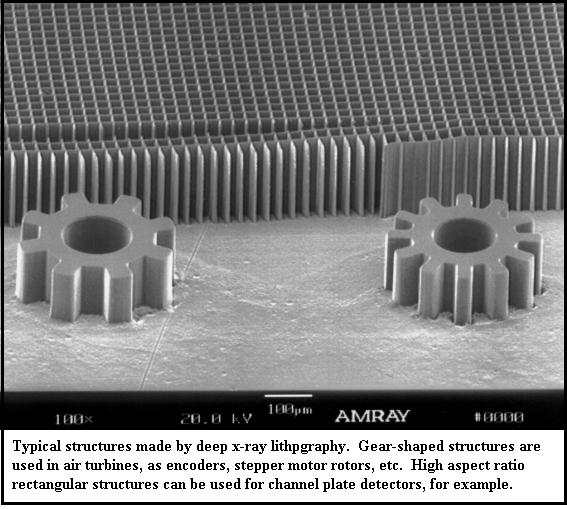 100× 20.0 kV 100µm AMRAY #0000
Typical structures made by deep x-ray lithpgraphy. Gear-shaped structures are
used in air turbines, as encoders, stepper motor rotors, etc. High aspect ratio
rectangular structures can be used for channel plate detectors, for example.